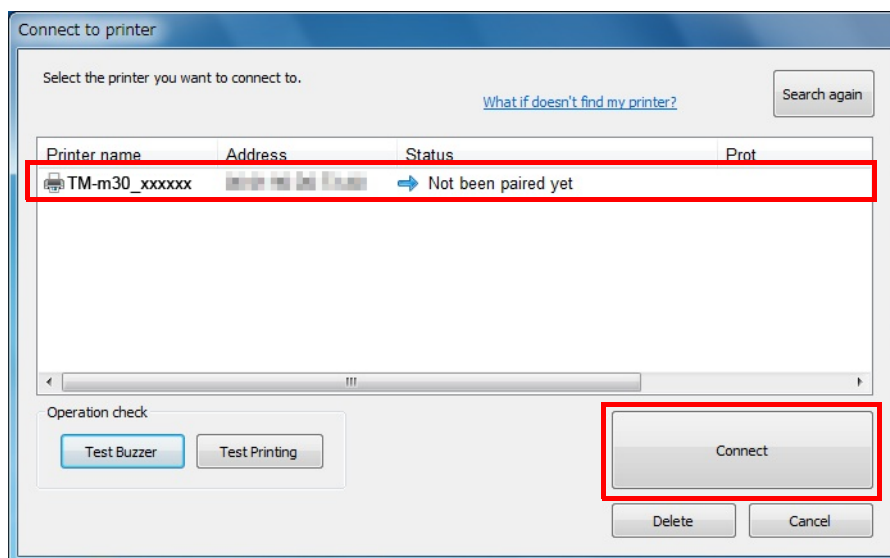 Connect to printer
Select the printer you want to connect to.
What if doesn't find my printer?
Search again
Printer name Address Status Prot
TM-m30_xxxxxx Not been paired yet
Operation check
Test Buzzer Test Printing
Connect
Delete Cancel